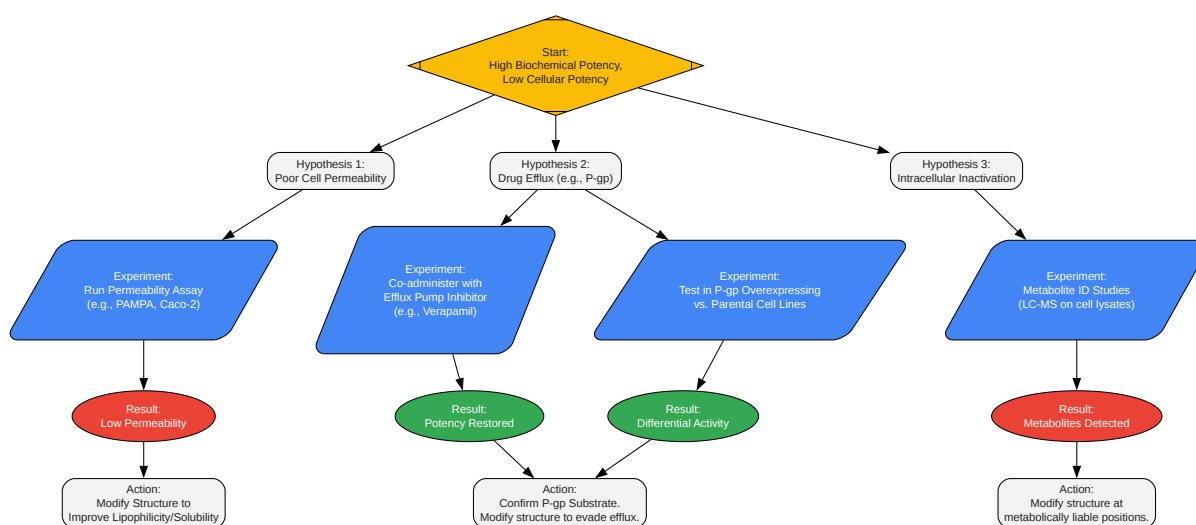 Start:
High Biochemical Potency,
Low Cellular Potency
Hypothesis 1:
Poor Cell Permeability
Hypothesis 2:
Drug Efflux (e.g., P-gp)
Hypothesis 3:
Intracellular Inactivation
Experiment:
Run Permeability Assay
(e.g., PAMPA, Caco-2)
Experiment:
Co-administer with
Efflux Pump Inhibitor
(e.g., Verapamil)
Experiment:
Test in P-gp Overexpressing
vs. Parental Cell Lines
Experiment:
Metabolite ID Studies
(LC-MS on cell lysates)
Result:
Low Permeability
Result:
Potency Restored
Result:
Differential Activity
Result:
Metabolites Detected
Action:
Modify Structure to
Improve Lipophilicity/Solubility
Action:
Confirm P-gp Substrate.
Modify structure to evade efflux.
Action:
Modify structure at
metabolically liable positions.